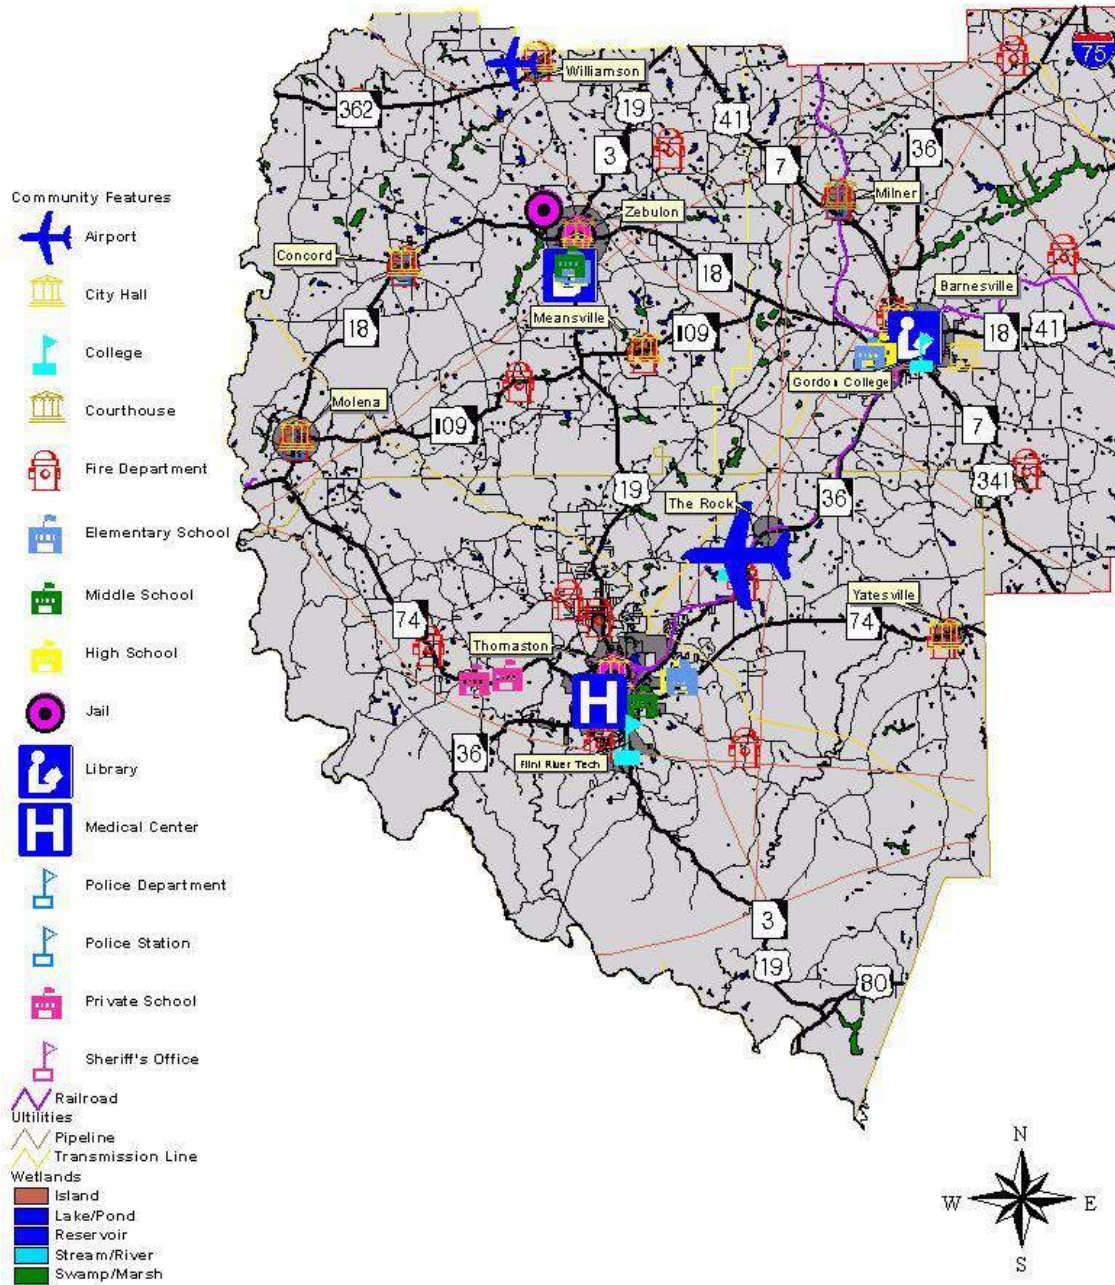 Williamson
75
362
19
41
3
7
36
Milner
Community Features
Airport
Zebulon
Concord
18
Barnesville
City Hall
18
Meansville
109
18
41
College
Gordon College
Molena
Courthouse
109
7
Fire Department
19
36
341
The Rock
Elementary School
Yatesville
Middle School
74
74
Thomaston
High School
Jail
36
Flint River Tech
Library
H
H
Medical Center
Police Department
3
Police Station
19
80
Private School
Sheriff's Office
Railroad
Ultilities
Pipeline
N
Transmission Line
Wetlands
Island
W
E
Lake/Pond
Reservoir
Stream/River
S
Swamp/Marsh